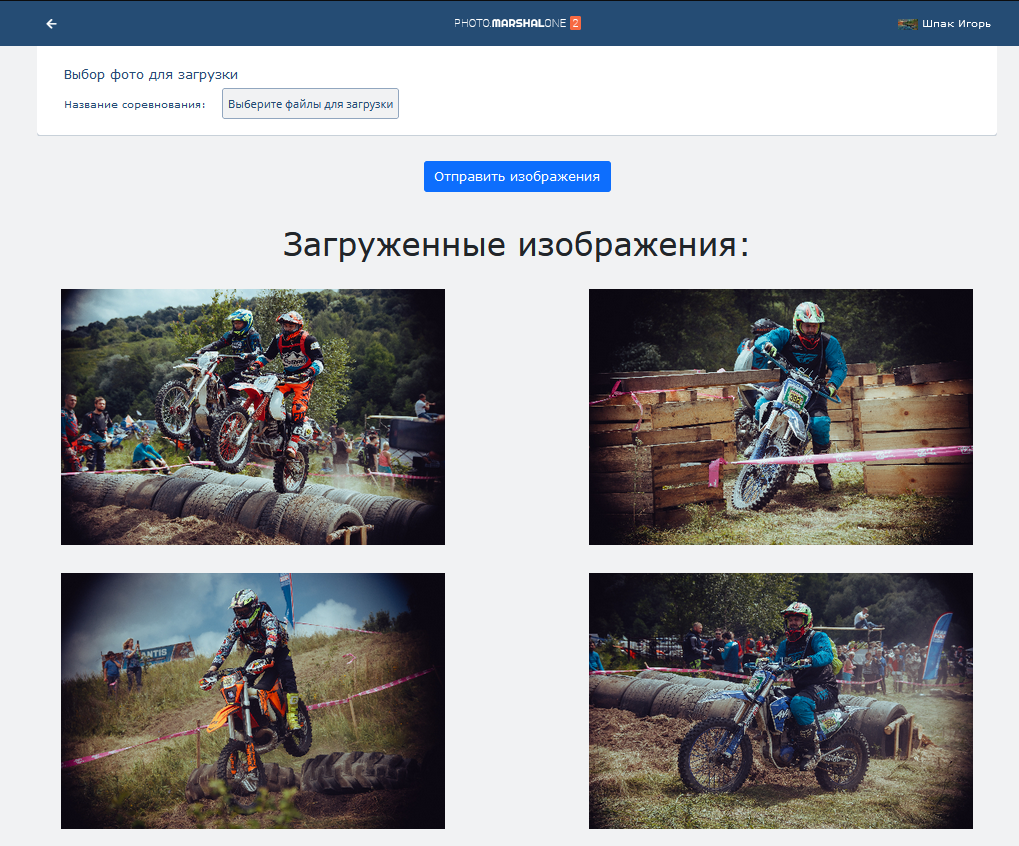 PHOTO.MARSHALONE 2
Шпак Игорь
Выбор фото для загрузки
Название соревнования:
Выберите файлы для загрузки
Отправить изображения
Загруженные изображения: